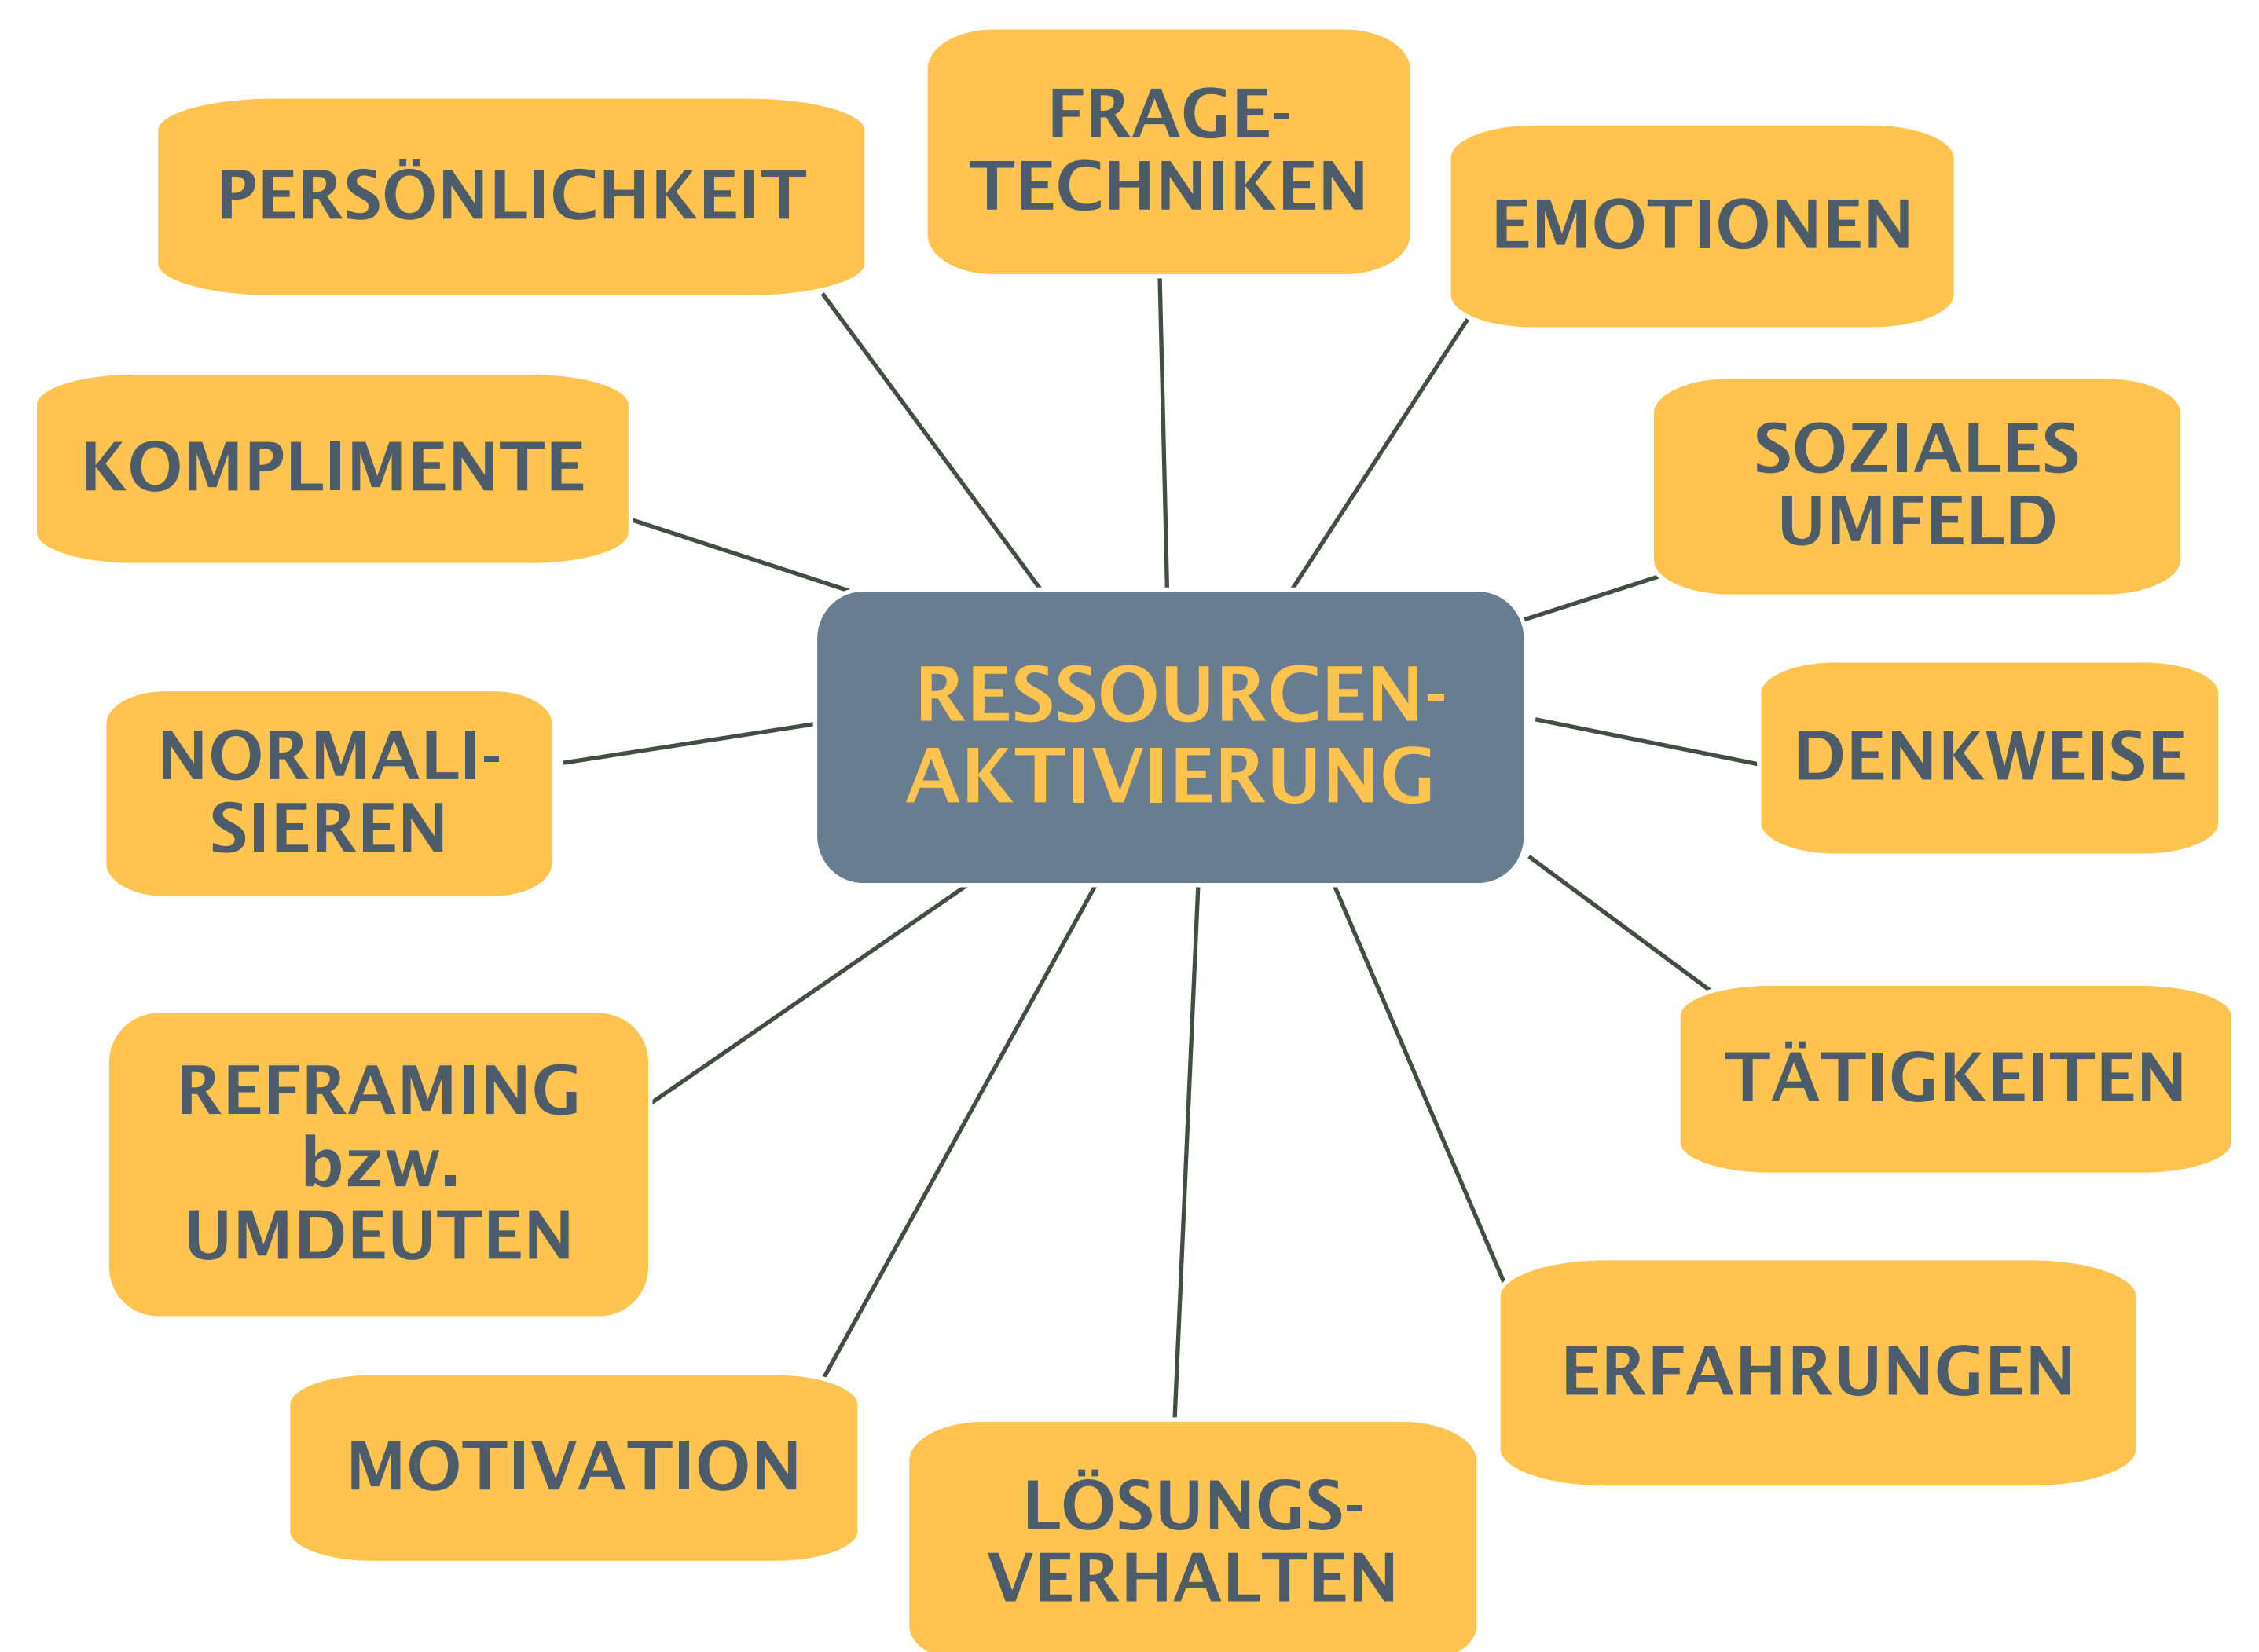 FRAGE-
TECHNIKEN
PERSÖNLICHKEIT
EMOTIONEN
KOMPLIMENTE
SOZIALES
UMFELD
RESSOURCEN-
AKTIVIERUNG
NORMALI-
SIEREN
DENKWEISE
REFRAMING
bzw.
UMDEUTEN
TÄTIGKEITEN
ERFAHRUNGEN
MOTIVATION
LÖSUNGS-
VERHALTEN